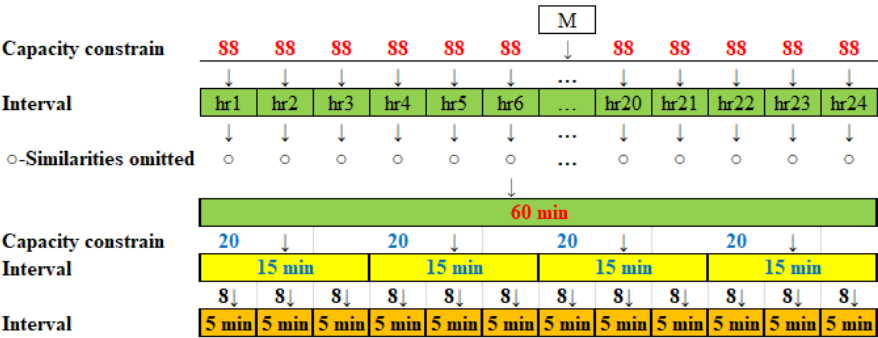 M
Capacity constrain 88 88 88 88 88 88 ↓ 88 88 88 88 88
↓ ↓ ↓ ↓ ↓ ↓ ... ↓ ↓ ↓ ↓ ↓
Interval hr1 hr2 hr3 hr4 hr5 hr6 ... hr20 hr21 hr22 hr23 hr24
↓ ↓ ↓ ↓ ↓ ↓ ... ↓ ↓ ↓ ↓ ↓
○-Similarities omitted ○ ○ ○ ○ ○ ○ ... ○ ○ ○ ○ ○
↓
60 min
Capacity constrain 20 ↓ 20 ↓ 20 ↓ 20 ↓
Interval 15 min 15 min 15 min 15 min
8↓ 8↓ 8↓ 8↓ 8↓ 8↓ 8↓ 8↓ 8↓ 8↓ 8↓ 8↓
Interval 5 min 5 min 5 min 5 min 5 min 5 min 5 min 5 min 5 min 5 min 5 min 5 min